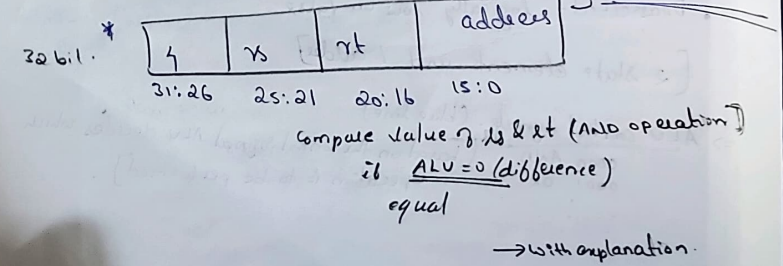 *
32 bit.
4 rs rt address
31:26 25:21 20:16 15:0
compare value of rs & rt (AND operation)
if ALU = 0 (difference)
equal
→ with explanation.